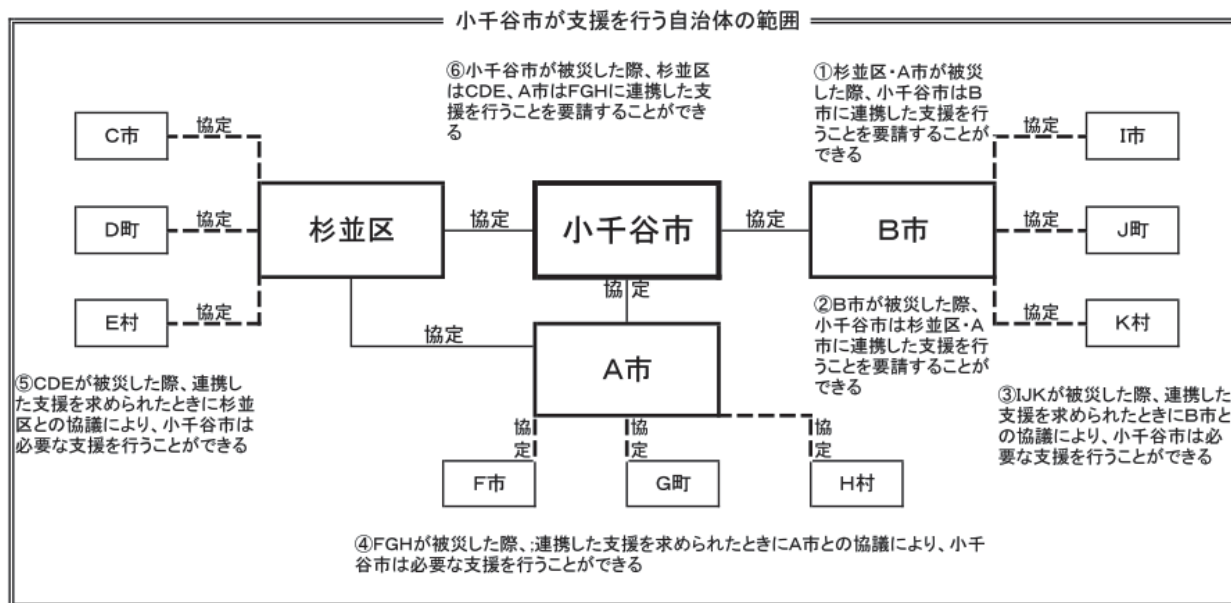 小千谷市が支援を行う自治体の範囲
⑥小千谷市が被災した際、杉並区
はCDE、A市はFGHに連携した支
援を行うことを要請することができ
る
①杉並区・A市が被災
した際、小千谷市はB
市に連携した支援を行
うことを要請することが
できる
C市
協定
D町
協定
E村
協定
杉並区
協定
小千谷市
協定
B市
協定
I市
協定
J町
協定
K村
協定
協定
A市
②B市が被災した際、
小千谷市は杉並区・A
市に連携した支援を行
うことを要請することが
できる
⑤CDEが被災した際、連携し
た支援を求められたときに杉並
区との協議により、小千谷市は
必要な支援を行うことができる
③IJKが被災した際、連携した
支援を求められたときにB市と
の協議により、小千谷市は必
要な支援を行うことができる
協定
協定
協定
F市
G町
H村
④FGHが被災した際、;連携した支援を求められたときにA市との協議により、小千
谷市は必要な支援を行うことができる